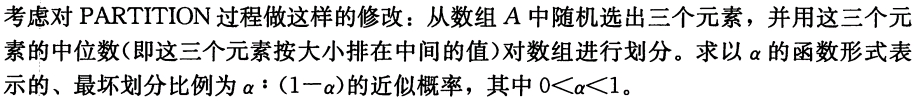 考虑对 PARTITION 过程做这样的修改：从数组 A 中随机选出三个元素，并用这三个元
素的中位数(即这三个元素按大小排在中间的值)对数组进行划分。求以 α 的函数形式表
示的、最坏划分比例为 α：(1－α)的近似概率，其中 0＜α＜1。